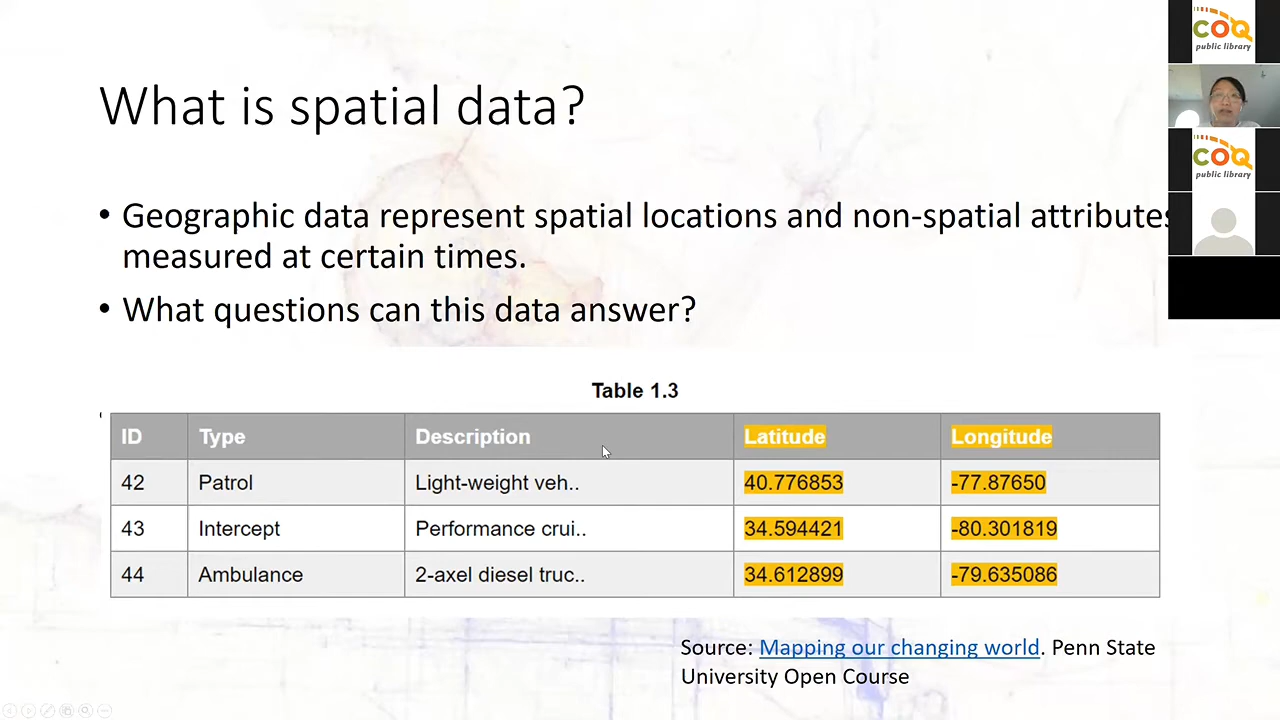 What is spatial data?
• Geographic data represent spatial locations and non-spatial attributes
measured at certain times.
• What questions can this data answer?
Table 1.3
ID Type Description Latitude Longitude
42 Patrol Light-weight veh.. 40.776853 -77.87650
43 Intercept Performance crui.. 34.594421 -80.301819
44 Ambulance 2-axel diesel truc.. 34.612899 -79.635086
Source: Mapping our changing world. Penn State
University Open Course
COQ
public library
COQ
public library